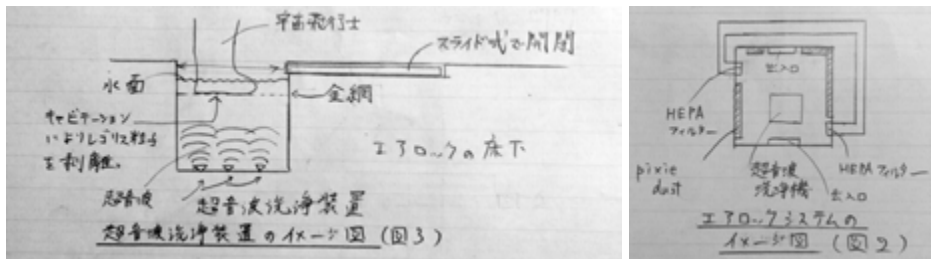 宇宙飛行士
スライド式で開閉
水面
金網
キャビテーション
によりレゴリス粒子
を剥離。
エアロックの床下
超音波
超音波洗浄装置
超音波洗浄装置のイメージ図 (図3)
出入口
HEPA
フィルター
pixie
dust
超音波
洗浄機
HEPAフィルター
出入口
エアロックシステムの
イメージ図 (図2)